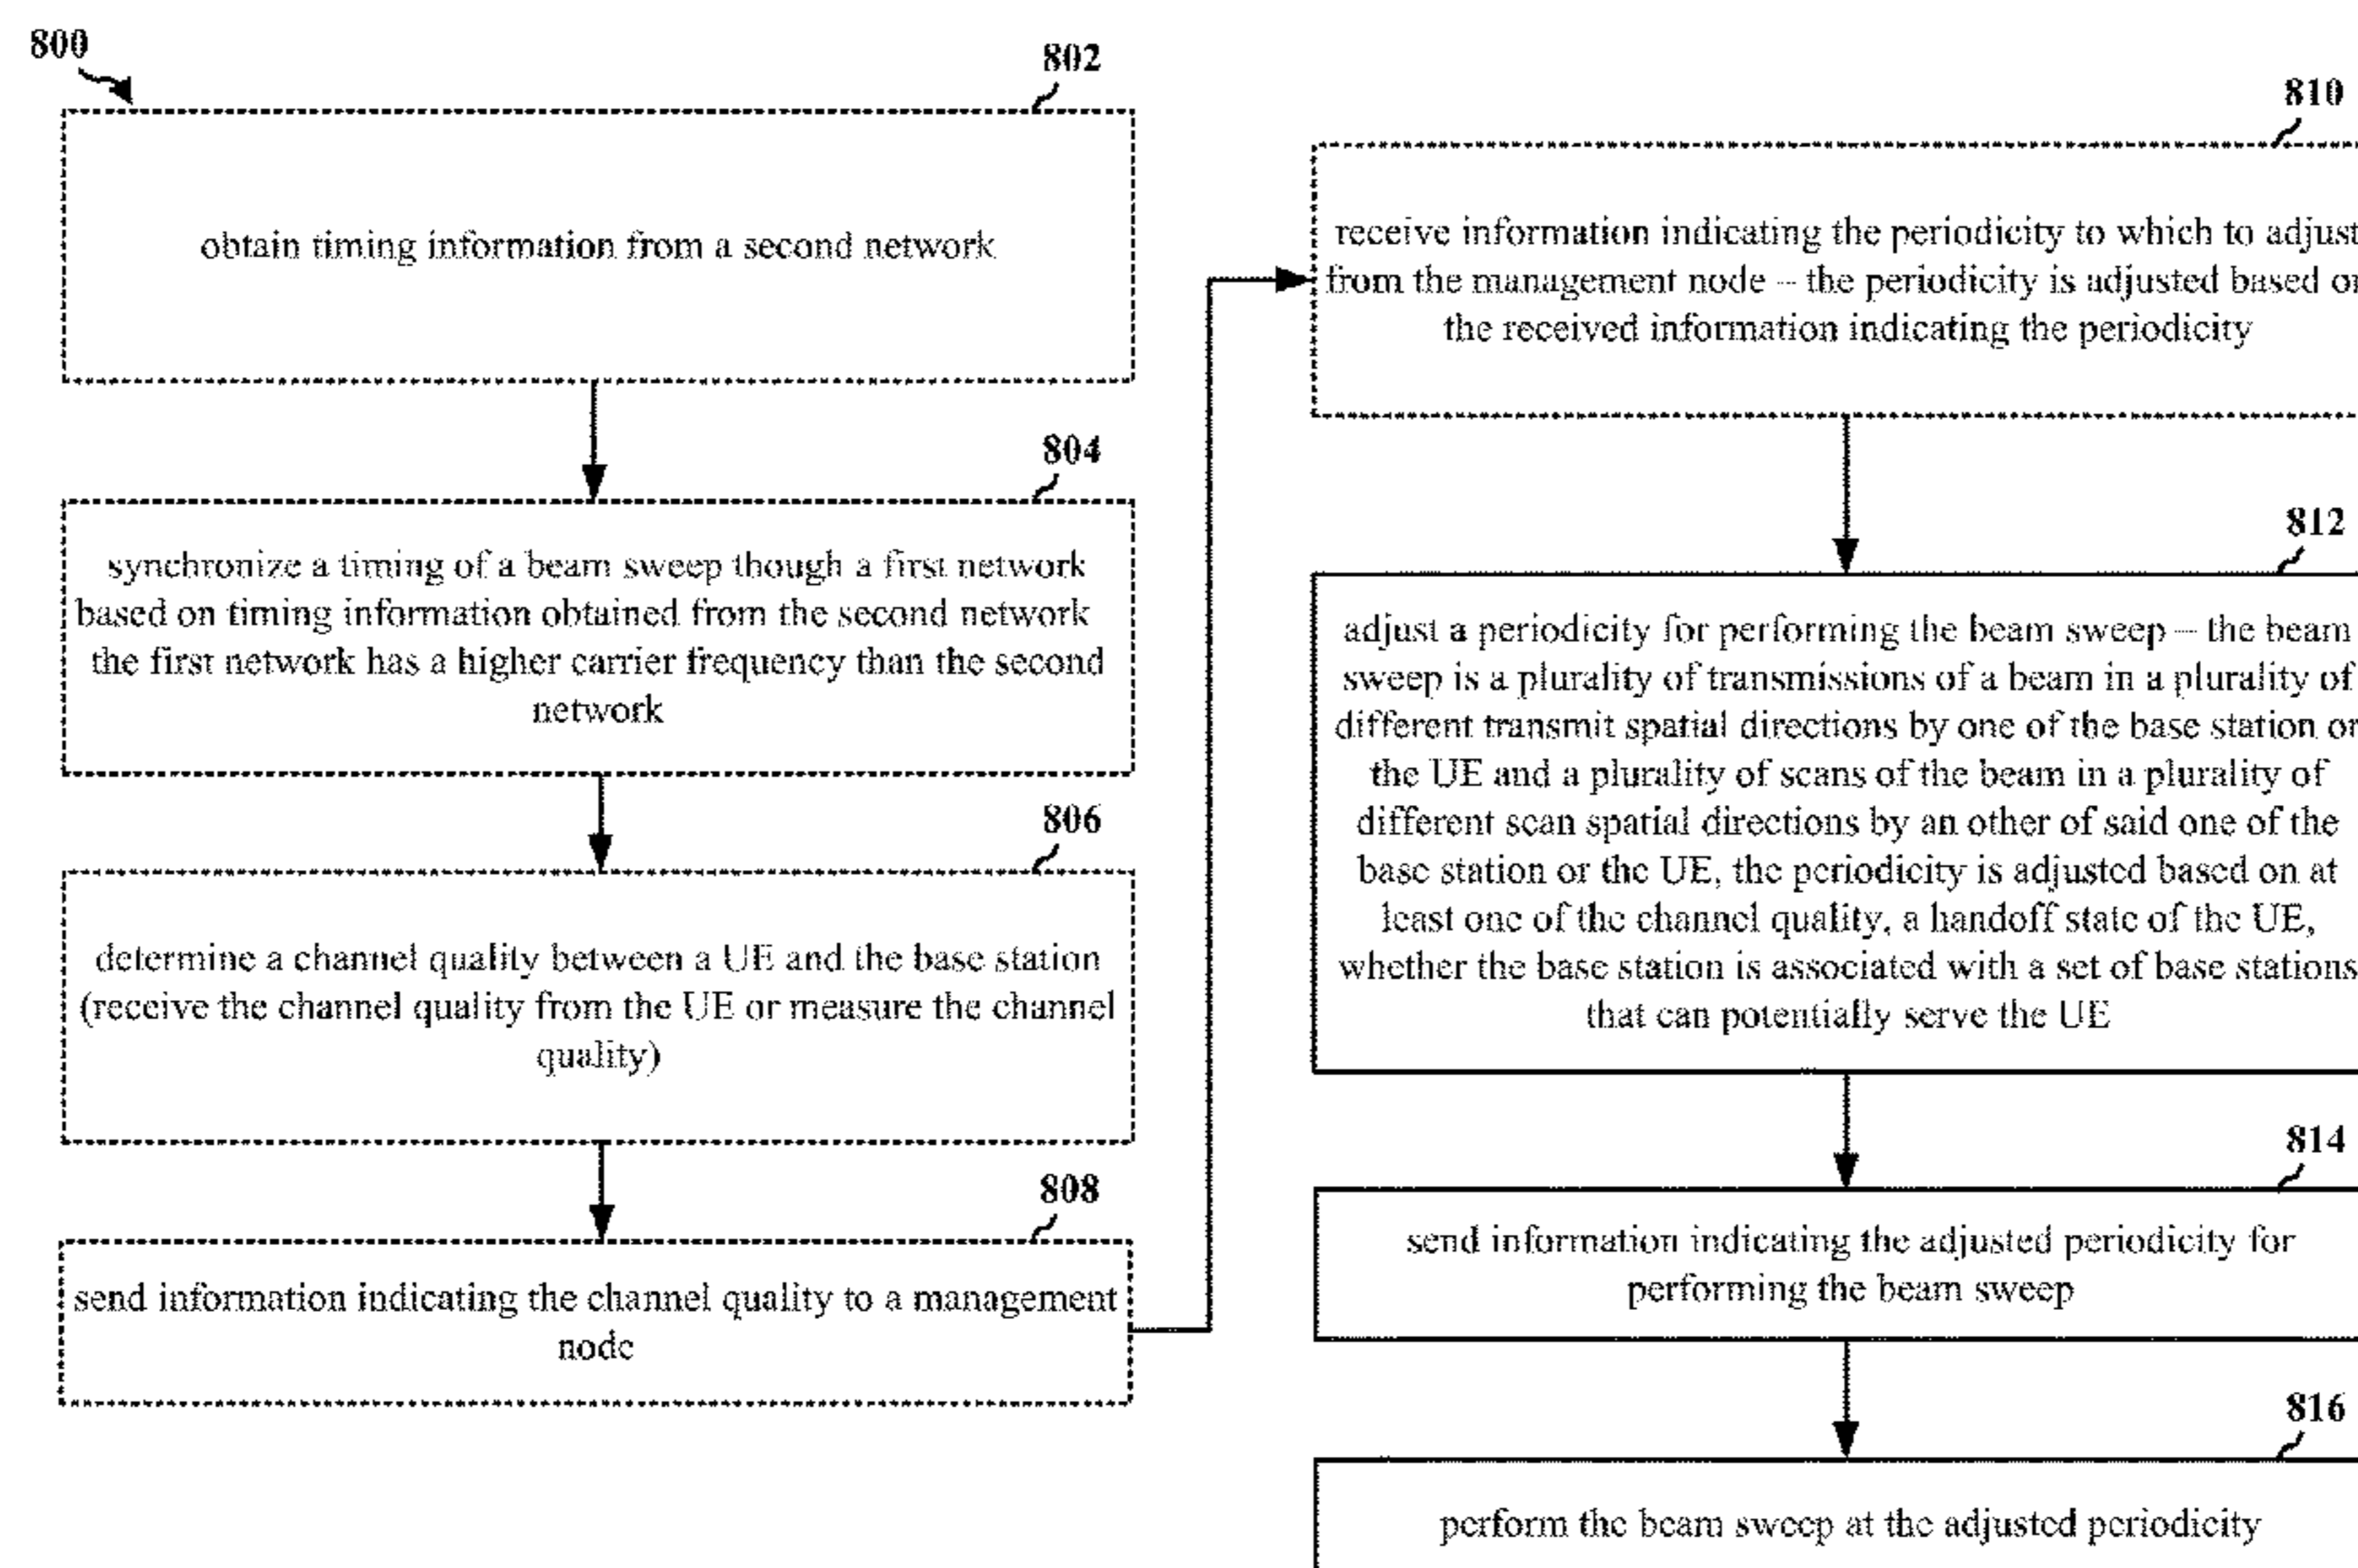 800
802
obtain timing information from a second network
804
synchronize a timing of a beam sweep though a first network
based on timing information obtained from the second network
the first network has a higher carrier frequency than the second
network
806
determine a channel quality between a UE and the base station
(receive the channel quality from the UE or measure the channel
quality)
808
send information indicating the channel quality to a management
node
810
receive information indicating the periodicity to which to adjust
from the management node – the periodicity is adjusted based on
the received information indicating the periodicity
812
adjust a periodicity for performing the beam sweep – the beam
sweep is a plurality of transmissions of a beam in a plurality of
different transmit spatial directions by one of the base station or
the UE and a plurality of scans of the beam in a plurality of
different scan spatial directions by an other of said one of the
base station or the UE, the periodicity is adjusted based on at
least one of the channel quality, a handoff state of the UE,
whether the base station is associated with a set of base stations
that can potentially serve the UE
814
send information indicating the adjusted periodicity for
performing the beam sweep
816
perform the beam sweep at the adjusted periodicity